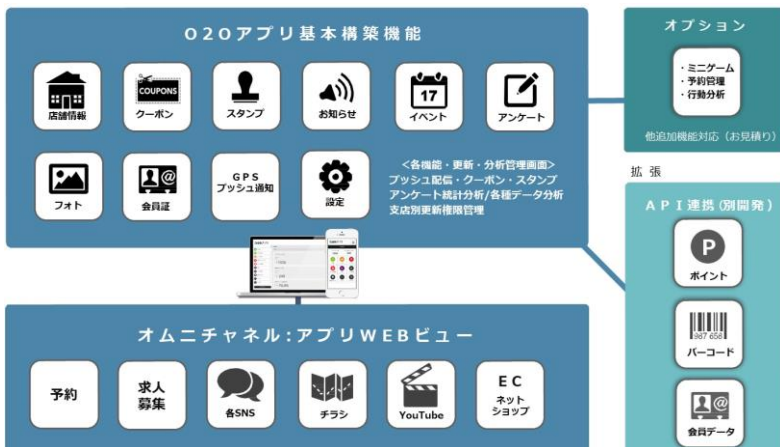 O2Oアプリ基本構築機能
店舗情報
COUPONS
クーポン
スタンプ
お知らせ
17
イベント
アンケート
フォト
@
会員証
GPS
プッシュ通知
設定
<各機能・更新・分析管理画面>
プッシュ配信・クーポン・スタンプ
アンケート統計分析/各種データ分析
支店別更新権限管理
オプション
・ミニゲーム
・予約管理
・行動分析
他追加機能対応(お見積り)
拡張
API連携(別開発)
P
ポイント
987 656
バーコード
@
会員データ
オムニチャネル:アプリWEBビュー
予約
求人
募集
各SNS
チラシ
YouTube
EC
ネット
ショップ